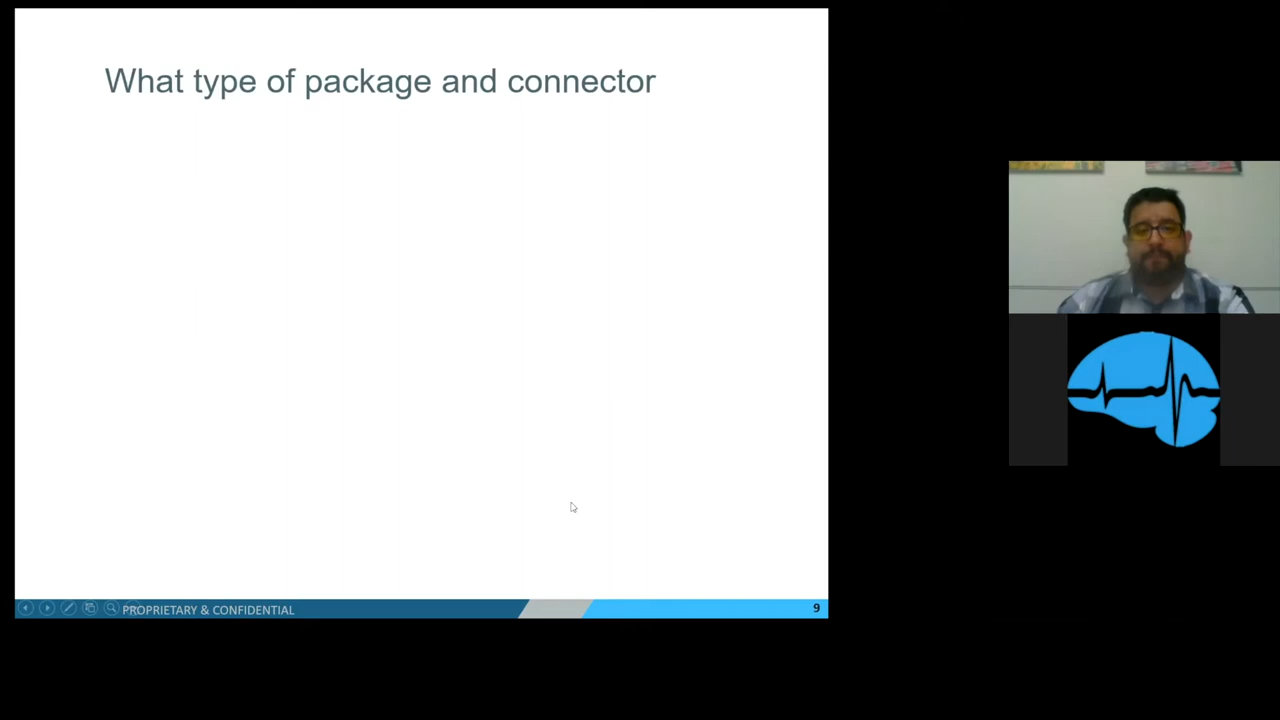 What type of package and connector
PROPRIETARY & CONFIDENTIAL
9